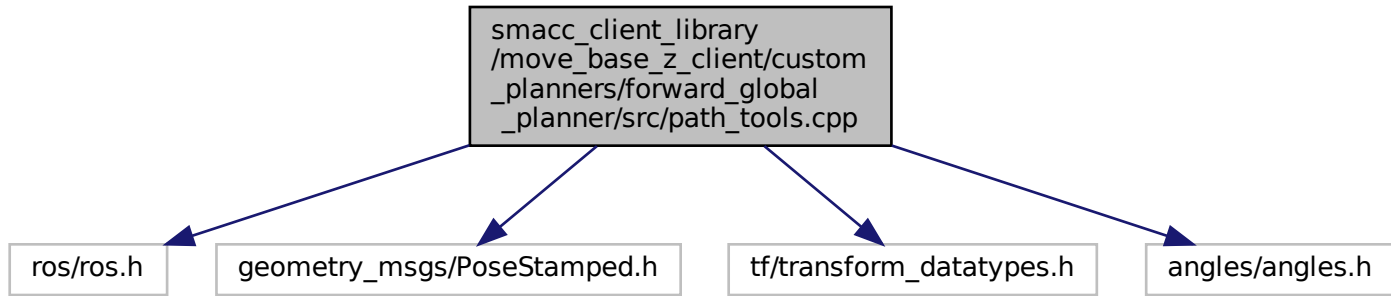 smacc_client_library
/move_base_z_client/custom
_planners/forward_global
_planner/src/path_tools.cpp
ros/ros.h
geometry_msgs/PoseStamped.h
tf/transform_datatypes.h
angles/angles.h